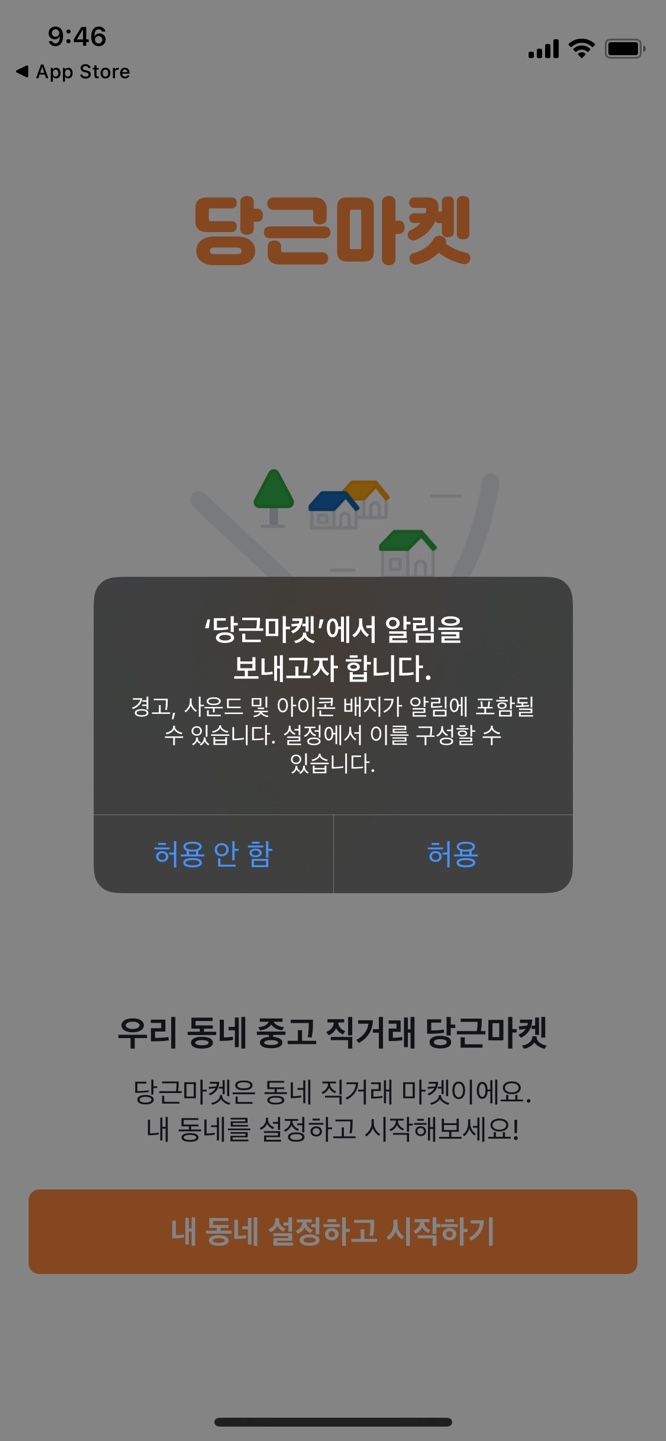 9:46
◀ App Store
당근마켓
‘당근마켓’에서 알림을
보내고자 합니다.
경고, 사운드 및 아이콘 배지가 알림에 포함될
수 있습니다. 설정에서 이를 구성할 수
있습니다.
허용 안 함
허용
우리 동네 중고 직거래 당근마켓
당근마켓은 동네 직거래 마켓이에요.
내 동네를 설정하고 시작해보세요!
내 동네 설정하고 시작하기